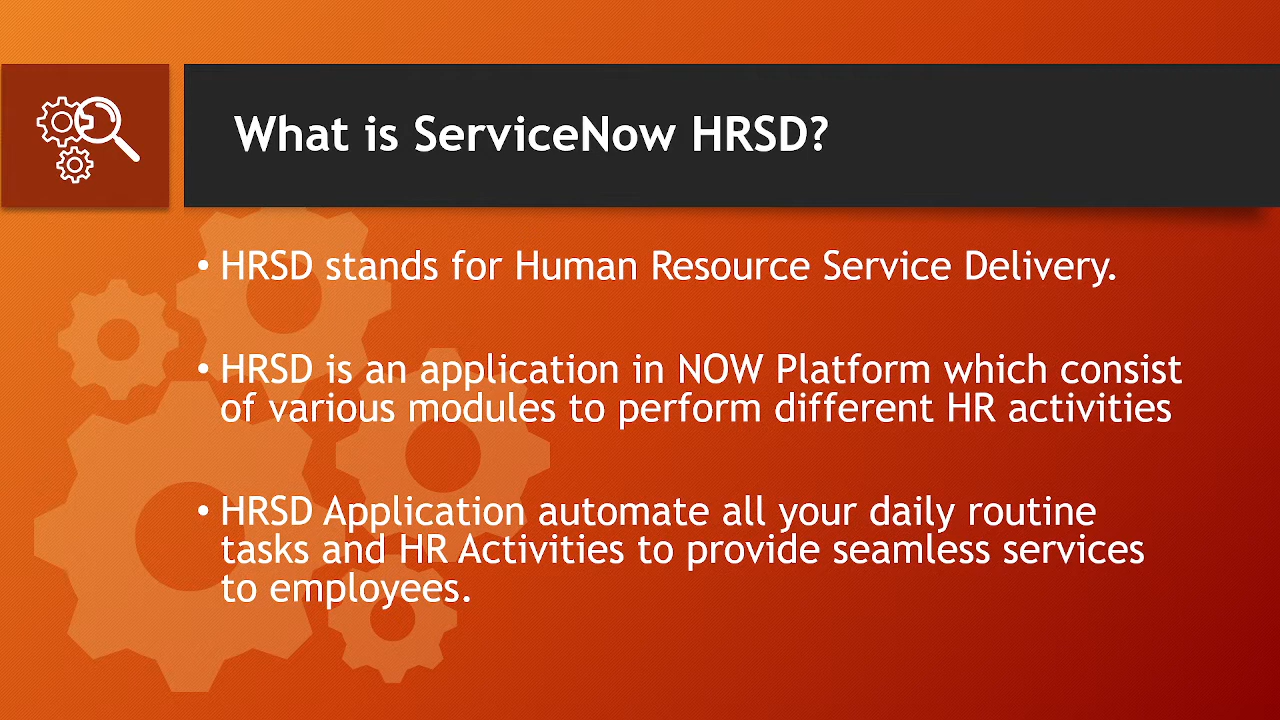 What is ServiceNow HRSD?
• HRSD stands for Human Resource Service Delivery.
• HRSD is an application in NOW Platform which consist
of various modules to perform different HR activities
• HRSD Application automate all your daily routine
tasks and HR Activities to provide seamless services
to employees.